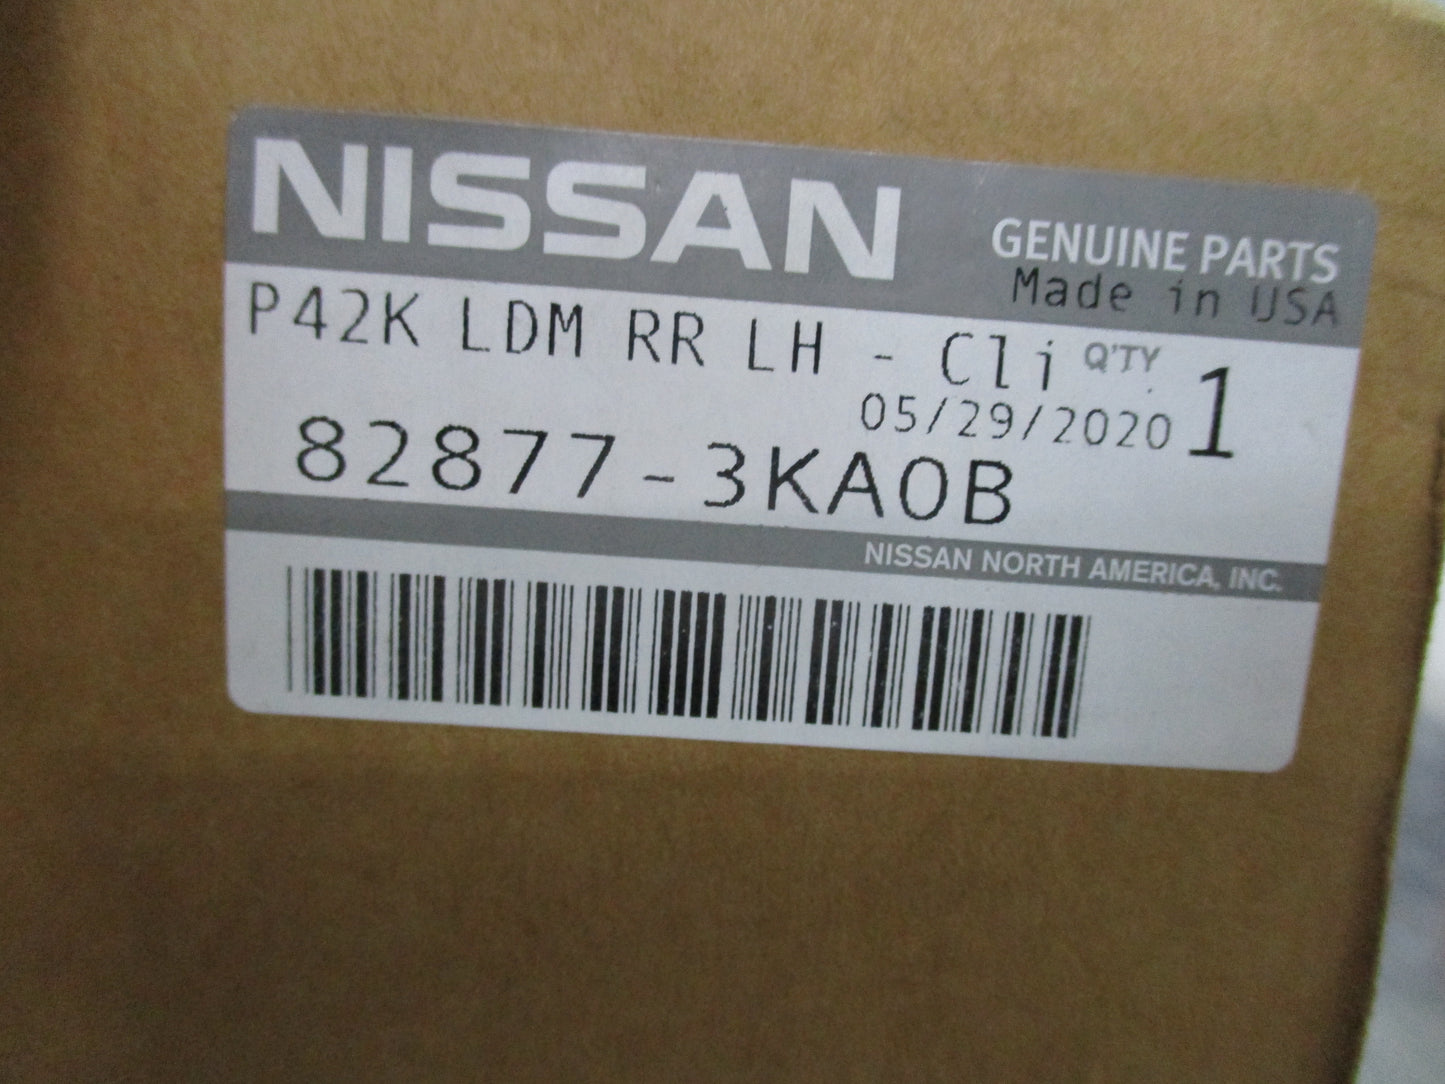 NISSAN
GENUINE PARTS
Made in USA
P42K LDM RR LH - Cli Q'TY 1
05/29/2020
82877-3KA0B
NISSAN NORTH AMERICA, INC.